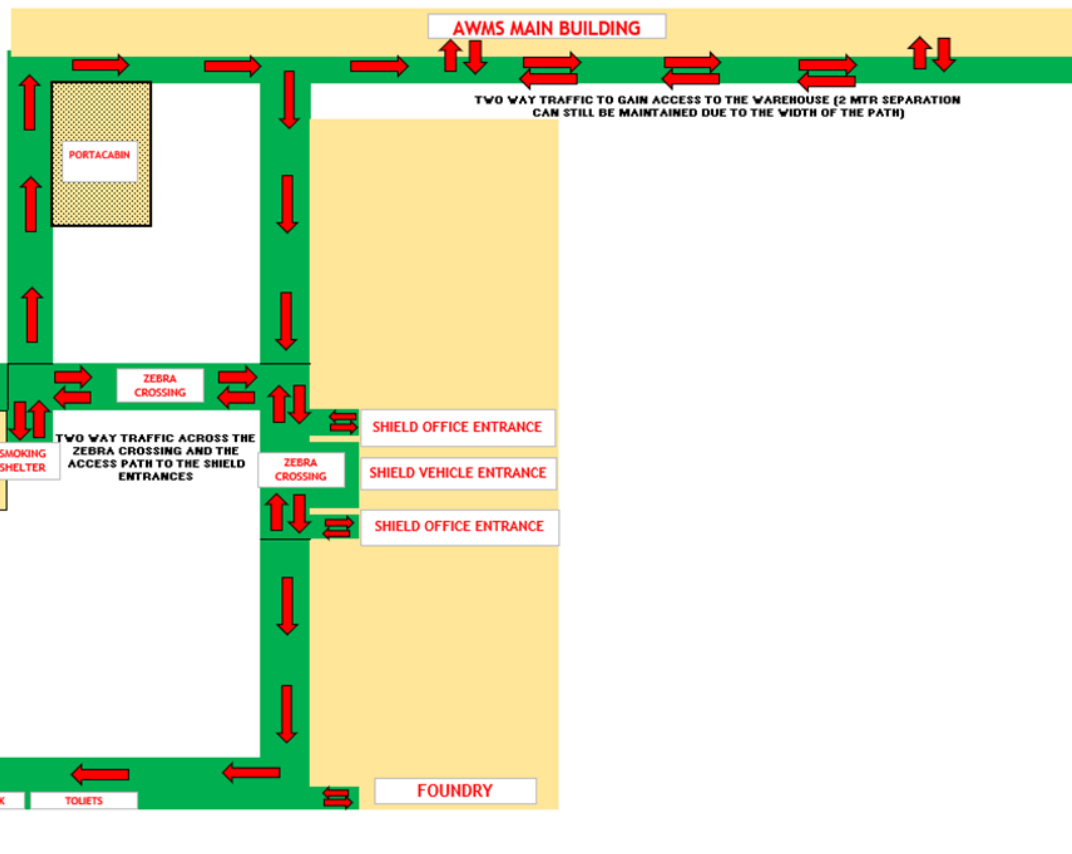 AWMS MAIN BUILDING
TWO WAY TRAFFIC TO GAIN ACCESS TO THE WAREHOUSE (2 MTR SEPARATION
CAN STILL BE MAINTAINED DUE TO THE WIDTH OF THE PATH)
PORTACABIN
ZEBRA
CROSSING
SHIELD OFFICE ENTRANCE
TWO WAY TRAFFIC ACROSS THE
ZEBRA CROSSING AND THE
ACCESS PATH TO THE SHIELD
ENTRANCES
SMOKING
SHELTER
ZEBRA
CROSSING
SHIELD VEHICLE ENTRANCE
SHIELD OFFICE ENTRANCE
FOUNDRY
K
TOLIETS